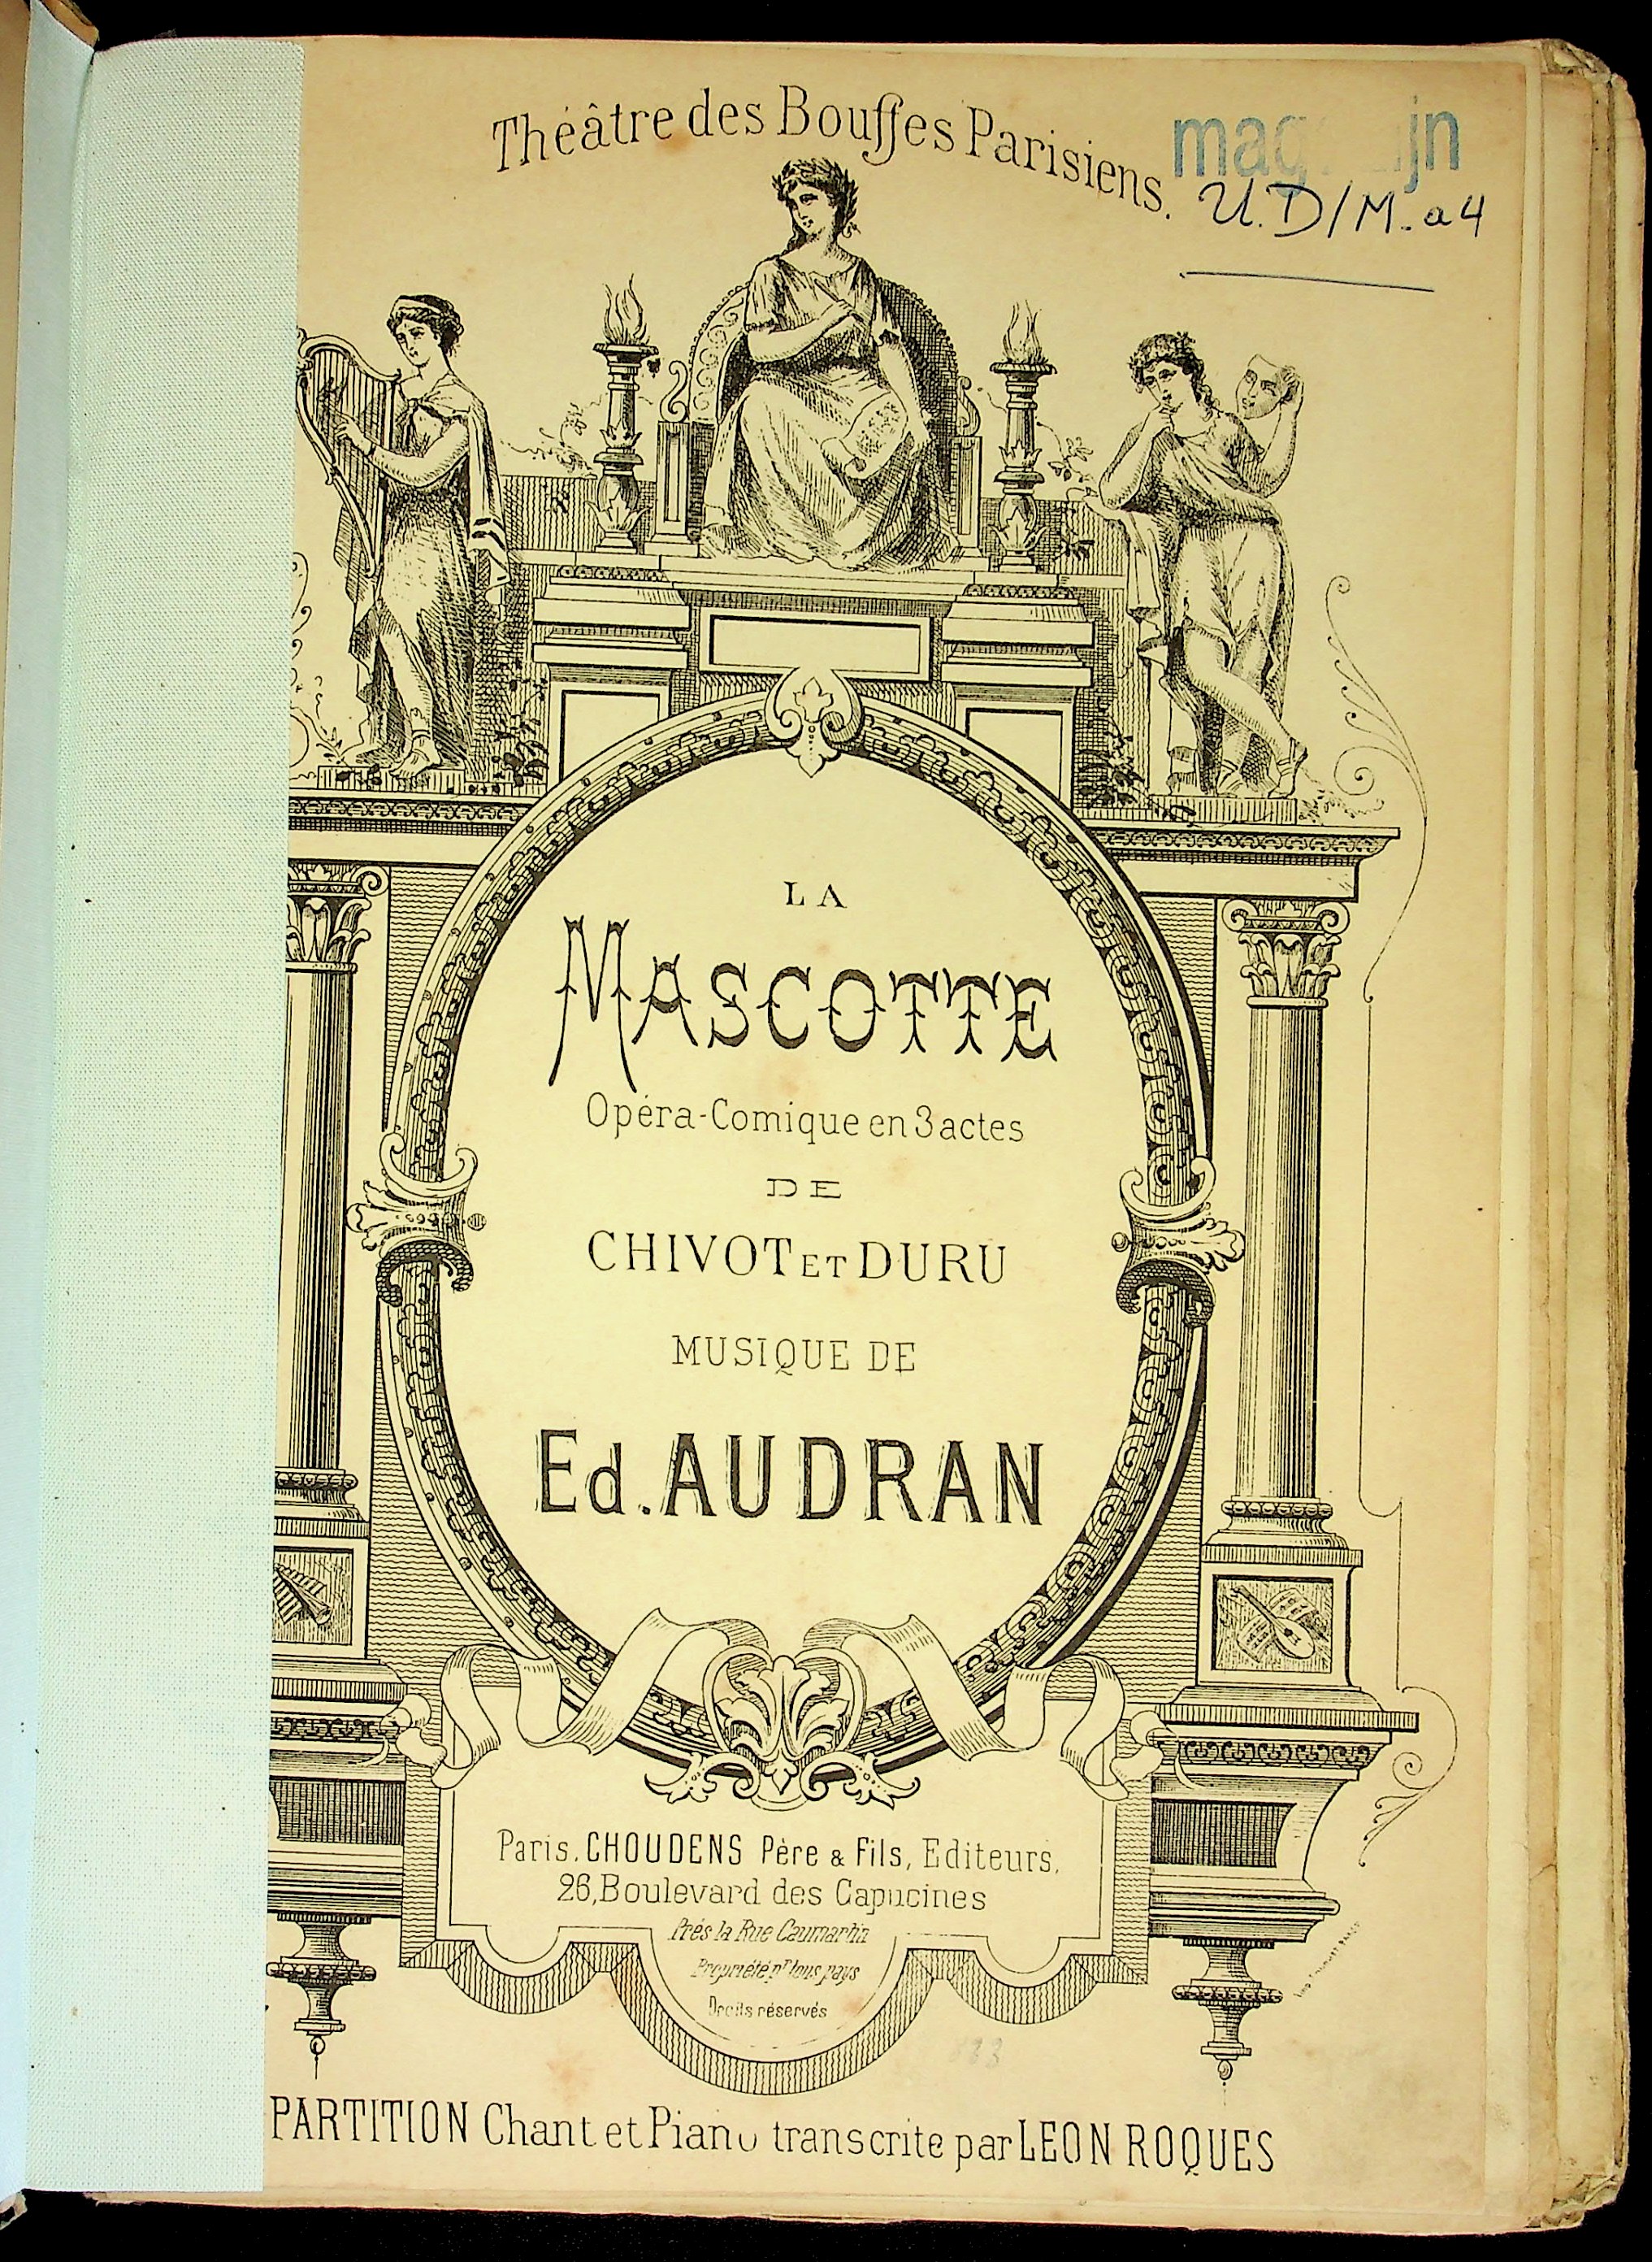 Théâtre des Bouffes Parisiens.
U.D/M.a4
LA
MASCOTTE
Opéra-Comique en 3 actes
DE
CHIVOT ET DURU
MUSIQUE DE
Ed. AUDRAN
Paris, CHOUDENS Père & Fils, Editeurs,
26, Boulevard des Capucines
Près la Rue Caumartin
Propriété pr tous pays
Droits réservés
PARTITION Chant et Piano transcrite par LEON ROQUES